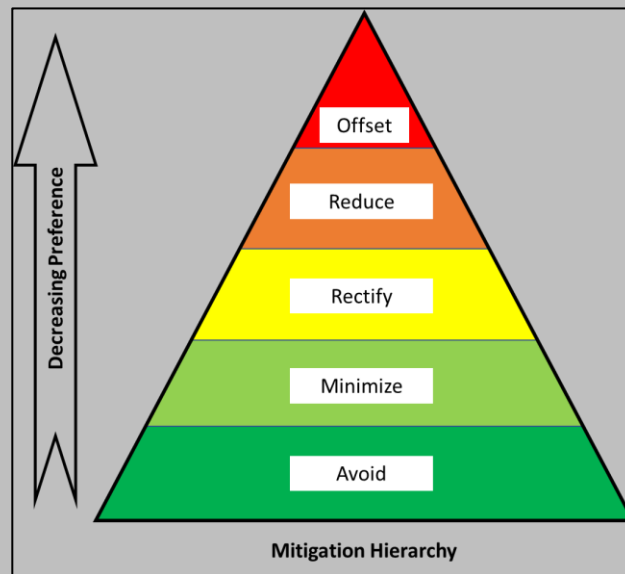 Offset
Reduce
Decreasing Preference
Rectify
Minimize
Avoid
Mitigation Hierarchy